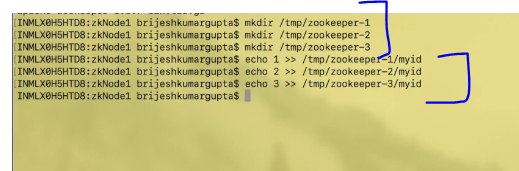 [INMLX0H5HTD8:zkNode1 brijeshkumargupta$ mkdir /tmp/zookeeper-1
[INMLX0H5HTD8:zkNode1 brijeshkumargupta$ mkdir /tmp/zookeeper-2
[INMLX0H5HTD8:zkNode1 brijeshkumargupta$ mkdir /tmp/zookeeper-3
[INMLX0H5HTD8:zkNode1 brijeshkumargupta$ echo 1 >> /tmp/zookeeper-1/myid
[INMLX0H5HTD8:zkNode1 brijeshkumargupta$ echo 2 >> /tmp/zookeeper-2/myid
[INMLX0H5HTD8:zkNode1 brijeshkumargupta$ echo 3 >> /tmp/zookeeper-3/myid
INMLX0H5HTD8:zkNode1 brijeshkumargupta$